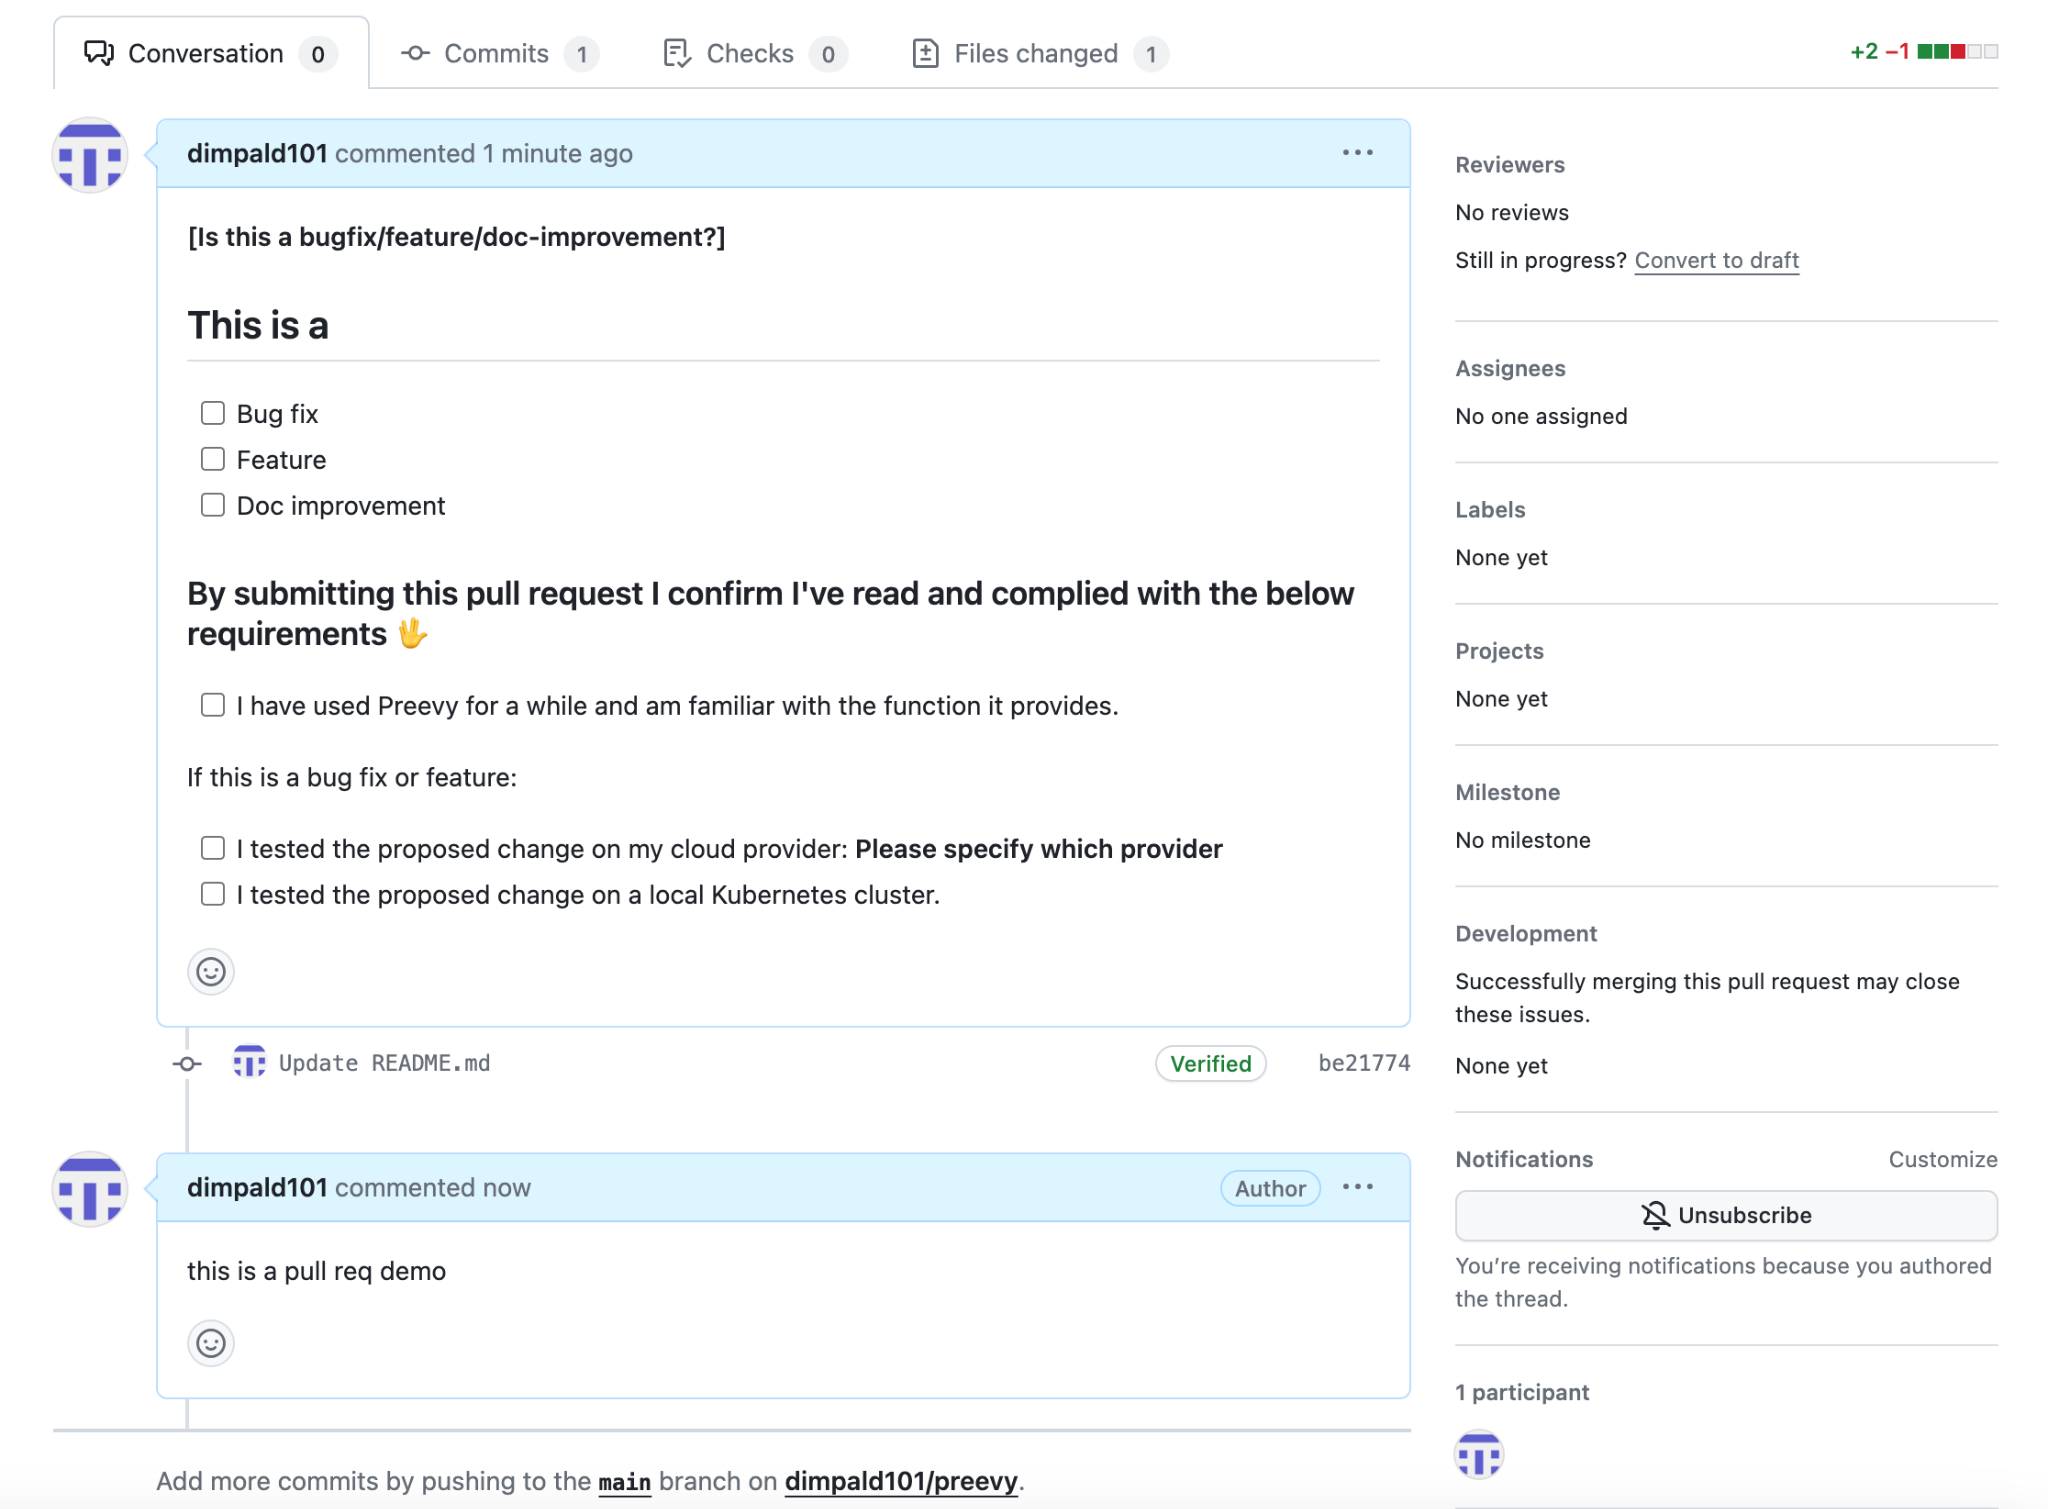 Conversation 0 Commits 1 Checks 0 Files changed 1 +2 −1
dimpald101 commented 1 minute ago
[Is this a bugfix/feature/doc-improvement?]
This is a
Bug fix
Feature
Doc improvement
By submitting this pull request I confirm I've read and complied with the below
requirements 🖖
I have used Preevy for a while and am familiar with the function it provides.
If this is a bug fix or feature:
I tested the proposed change on my cloud provider: Please specify which provider
I tested the proposed change on a local Kubernetes cluster.
Update README.md Verified be21774
dimpald101 commented now Author
this is a pull req demo
Add more commits by pushing to the main branch on dimpald101/preevy.
Reviewers
No reviews
Still in progress? Convert to draft
Assignees
No one assigned
Labels
None yet
Projects
None yet
Milestone
No milestone
Development
Successfully merging this pull request may close
these issues.
None yet
Notifications Customize
Unsubscribe
You’re receiving notifications because you authored
the thread.
1 participant